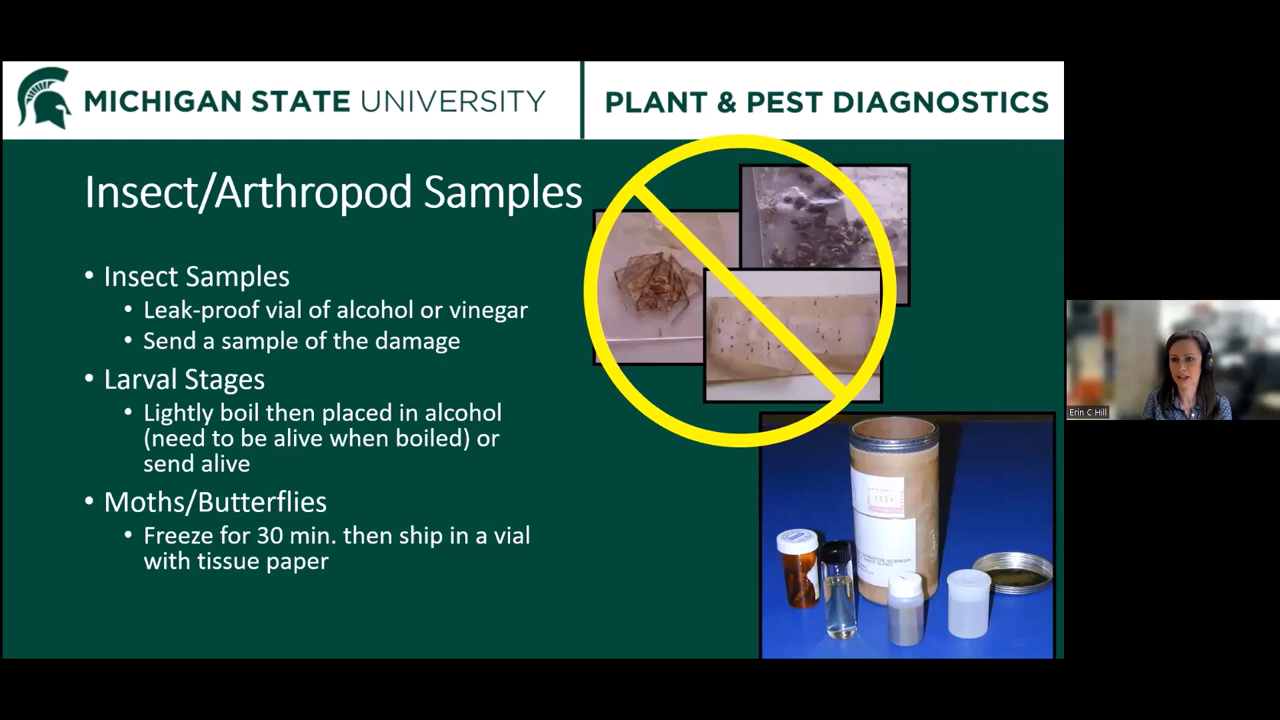 MICHIGAN STATE UNIVERSITY
PLANT & PEST DIAGNOSTICS
Insect/Arthropod Samples
• Insect Samples
• Leak-proof vial of alcohol or vinegar
• Send a sample of the damage
• Larval Stages
• Lightly boil then placed in alcohol
(need to be alive when boiled) or
send alive
• Moths/Butterflies
• Freeze for 30 min. then ship in a vial
with tissue paper
Erin C Hill